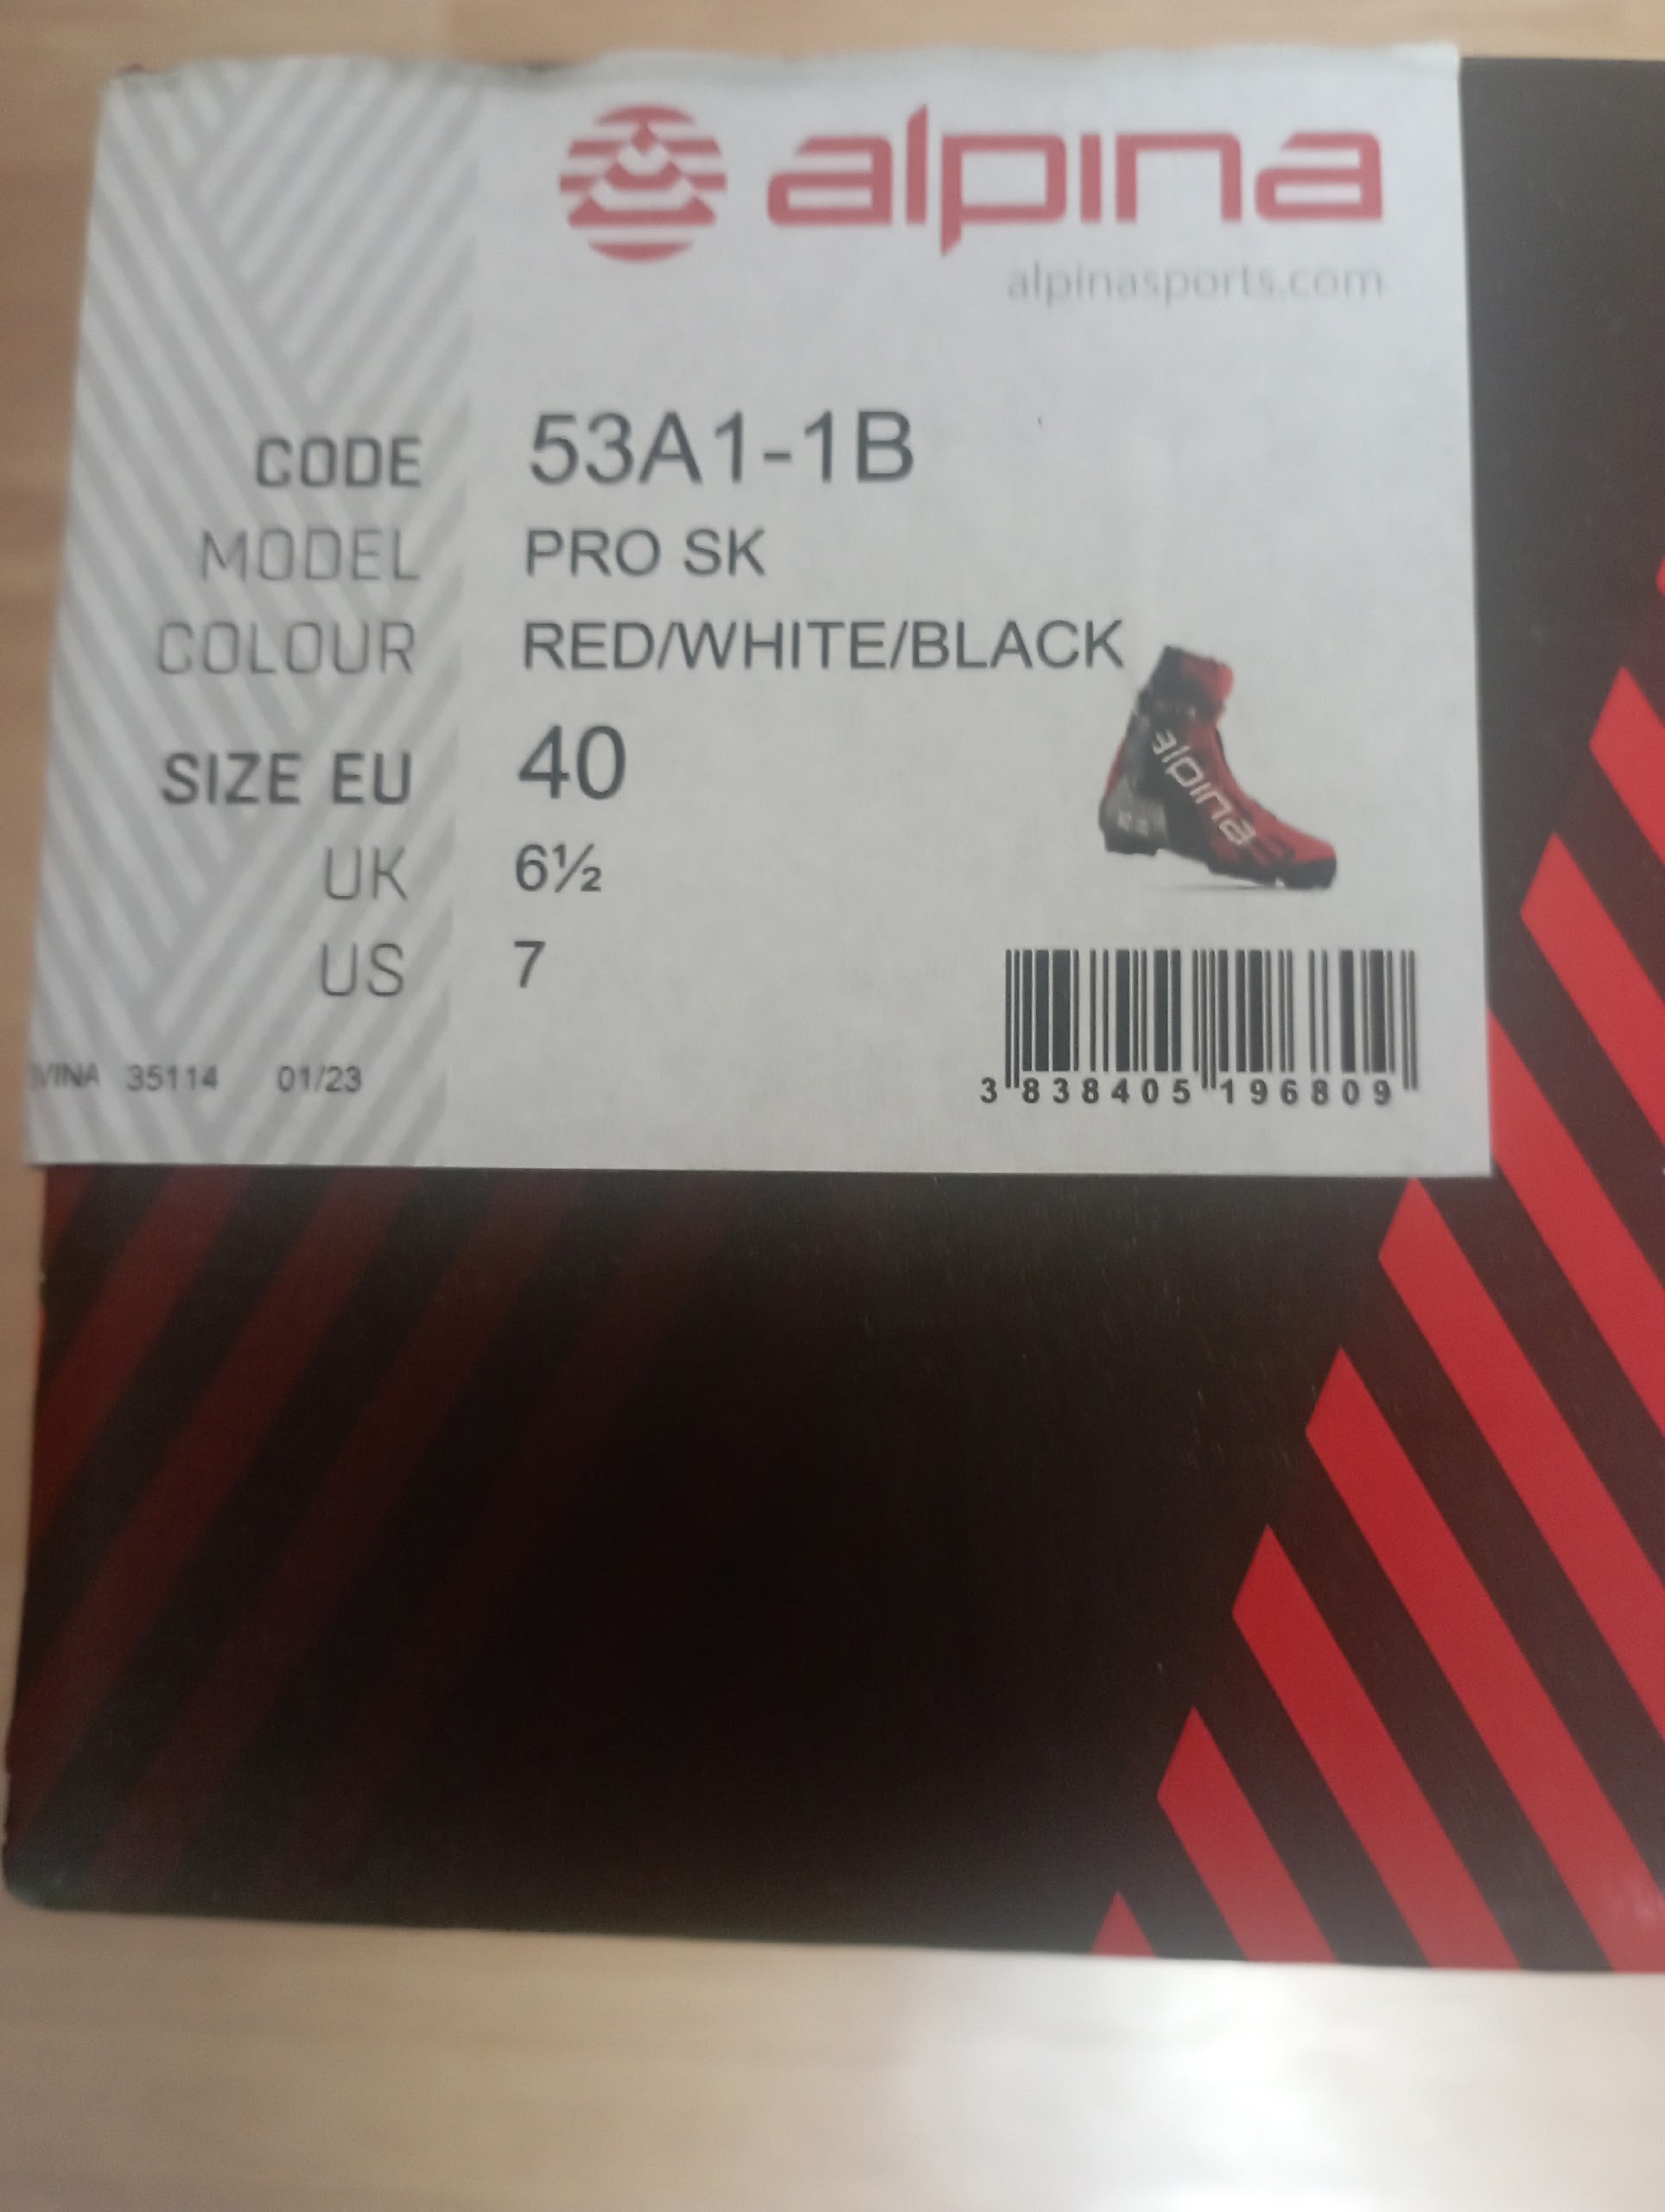 alpina
alpinasports.com
CODE 53A1-1B
MODEL PRO SK
COLOUR RED/WHITE/BLACK
SIZE EU 40
alpina
UK 6½
US 7
35114 01/23
3 838405 196809